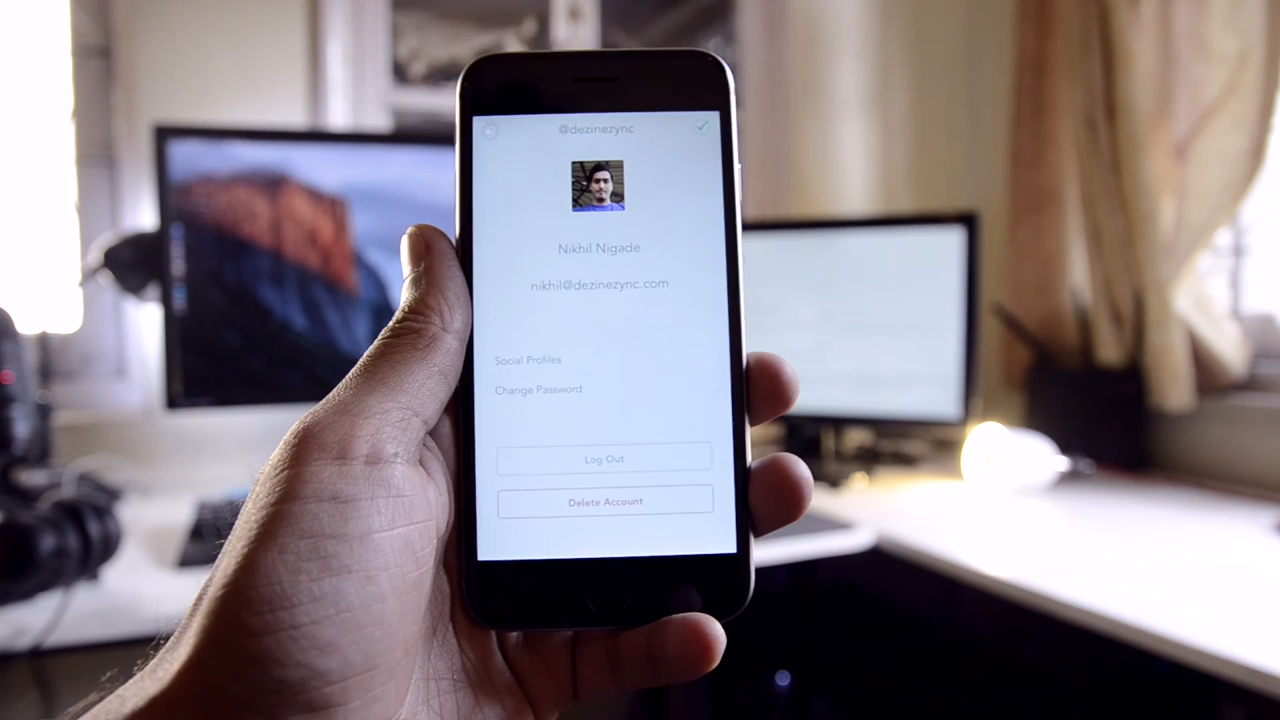 @dezinezync
Nikhil Nigade
nikhil@dezinezync.com
Social Profiles
Change Password
Log Out
Delete Account